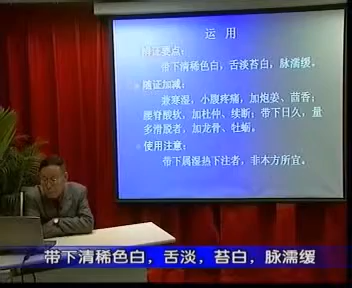 运 用
辨证要点：
带下清稀色白，舌淡苔白，脉濡缓。
随证加减：
兼寒湿，小腹疼痛，加炮姜、茴香；
腰脊酸软，加杜仲、续断；带下日久，量
多滑脱者，加龙骨、牡蛎。
使用注意：
带下属湿热下注者，非本方所宜。
带下清稀色白，舌淡，苔白，脉濡缓